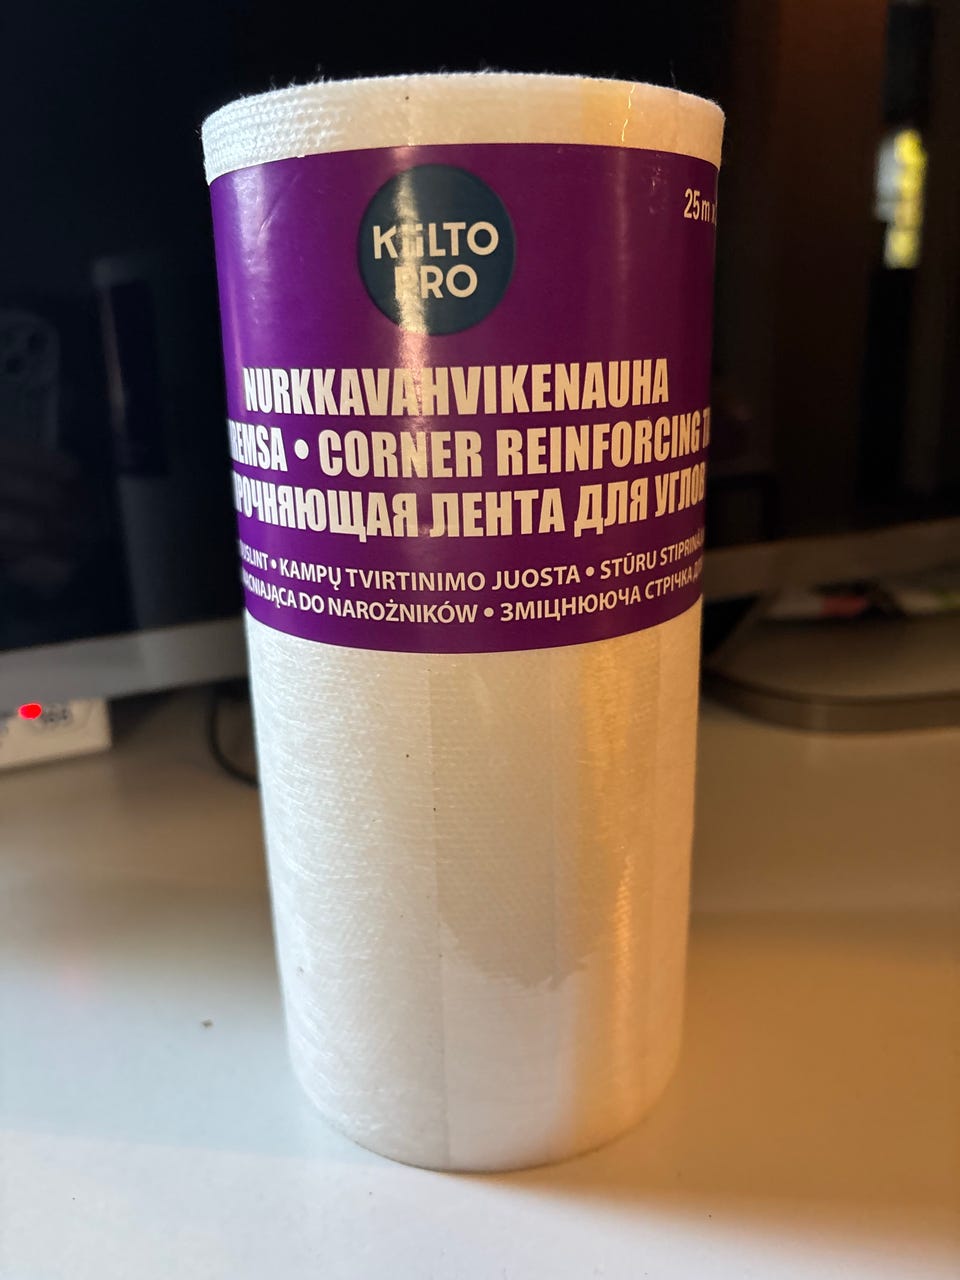 KIILTO
PRO
25 m
NURKKAVAHVIKENAUHA
• CORNER REINFORCING
ЛЕНТА ДЛЯ
• KAMPŲ TVIRTINIMO JUOSTA • STŪRU
DO NAROŻNIKÓW • ЗМІЦНЮЮЧА СТРІЧКА